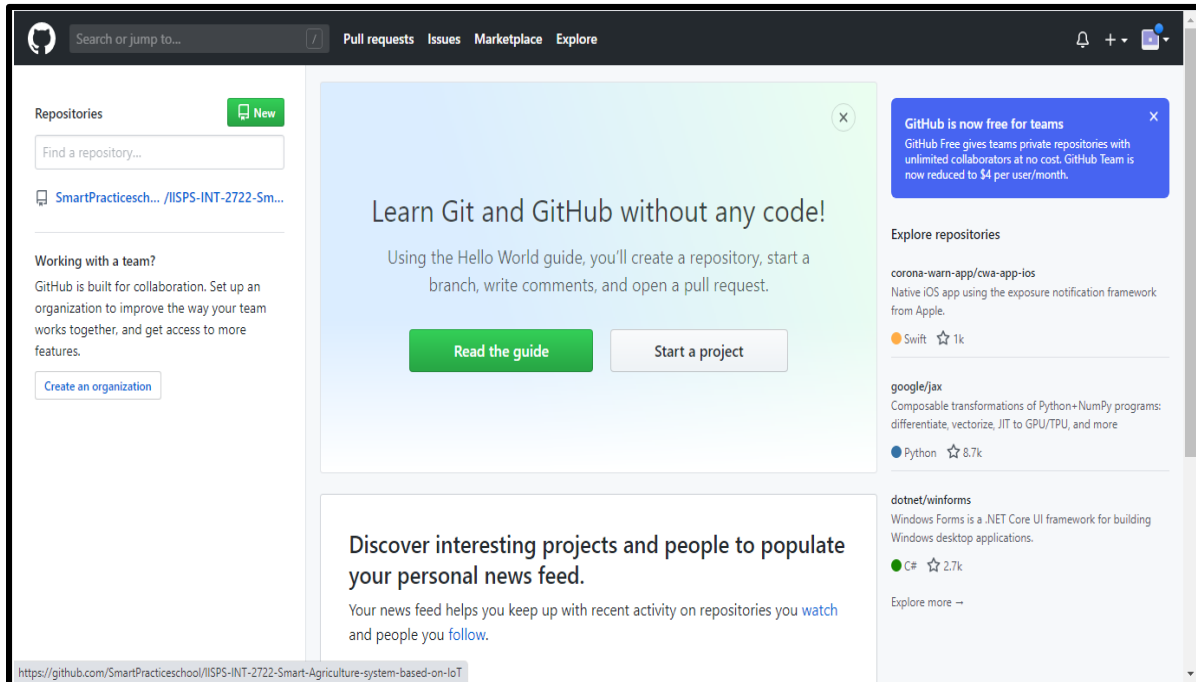 Search or jump to...
/
Pull requests Issues Marketplace Explore
Repositories
New
Find a repository...
SmartPracticesch... /IISPS-INT-2722-Sm...
Working with a team?
GitHub is built for collaboration. Set up an
organization to improve the way your team
works together, and get access to more
features.
Create an organization
Learn Git and GitHub without any code!
Using the Hello World guide, you’ll create a repository, start a
branch, write comments, and open a pull request.
Read the guide
Start a project
Discover interesting projects and people to populate
your personal news feed.
Your news feed helps you keep up with recent activity on repositories you watch
and people you follow.
GitHub is now free for teams
GitHub Free gives teams private repositories with
unlimited collaborators at no cost. GitHub Team is
now reduced to $4 per user/month.
Explore repositories
corona-warn-app/cwa-app-ios
Native iOS app using the exposure notification framework
from Apple.
Swift 1k
google/jax
Composable transformations of Python+NumPy programs:
differentiate, vectorize, JIT to GPU/TPU, and more
Python 8.7k
dotnet/winforms
Windows Forms is a .NET Core UI framework for building
Windows desktop applications.
C# 2.7k
Explore more →
https://github.com/SmartPracticeschool/IISPS-INT-2722-Smart-Agriculture-system-based-on-IoT